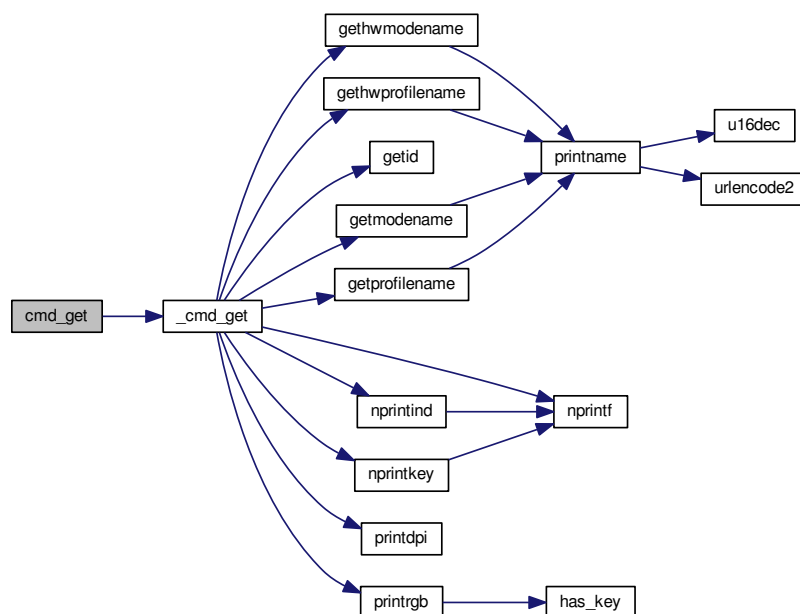 gethwmodename
gethwprofilename
u16dec
getid
printname
urlencode2
getmodename
getprofilename
cmd_get
_cmd_get
nprintind
nprintf
nprintkey
printdpi
printrgb
has_key